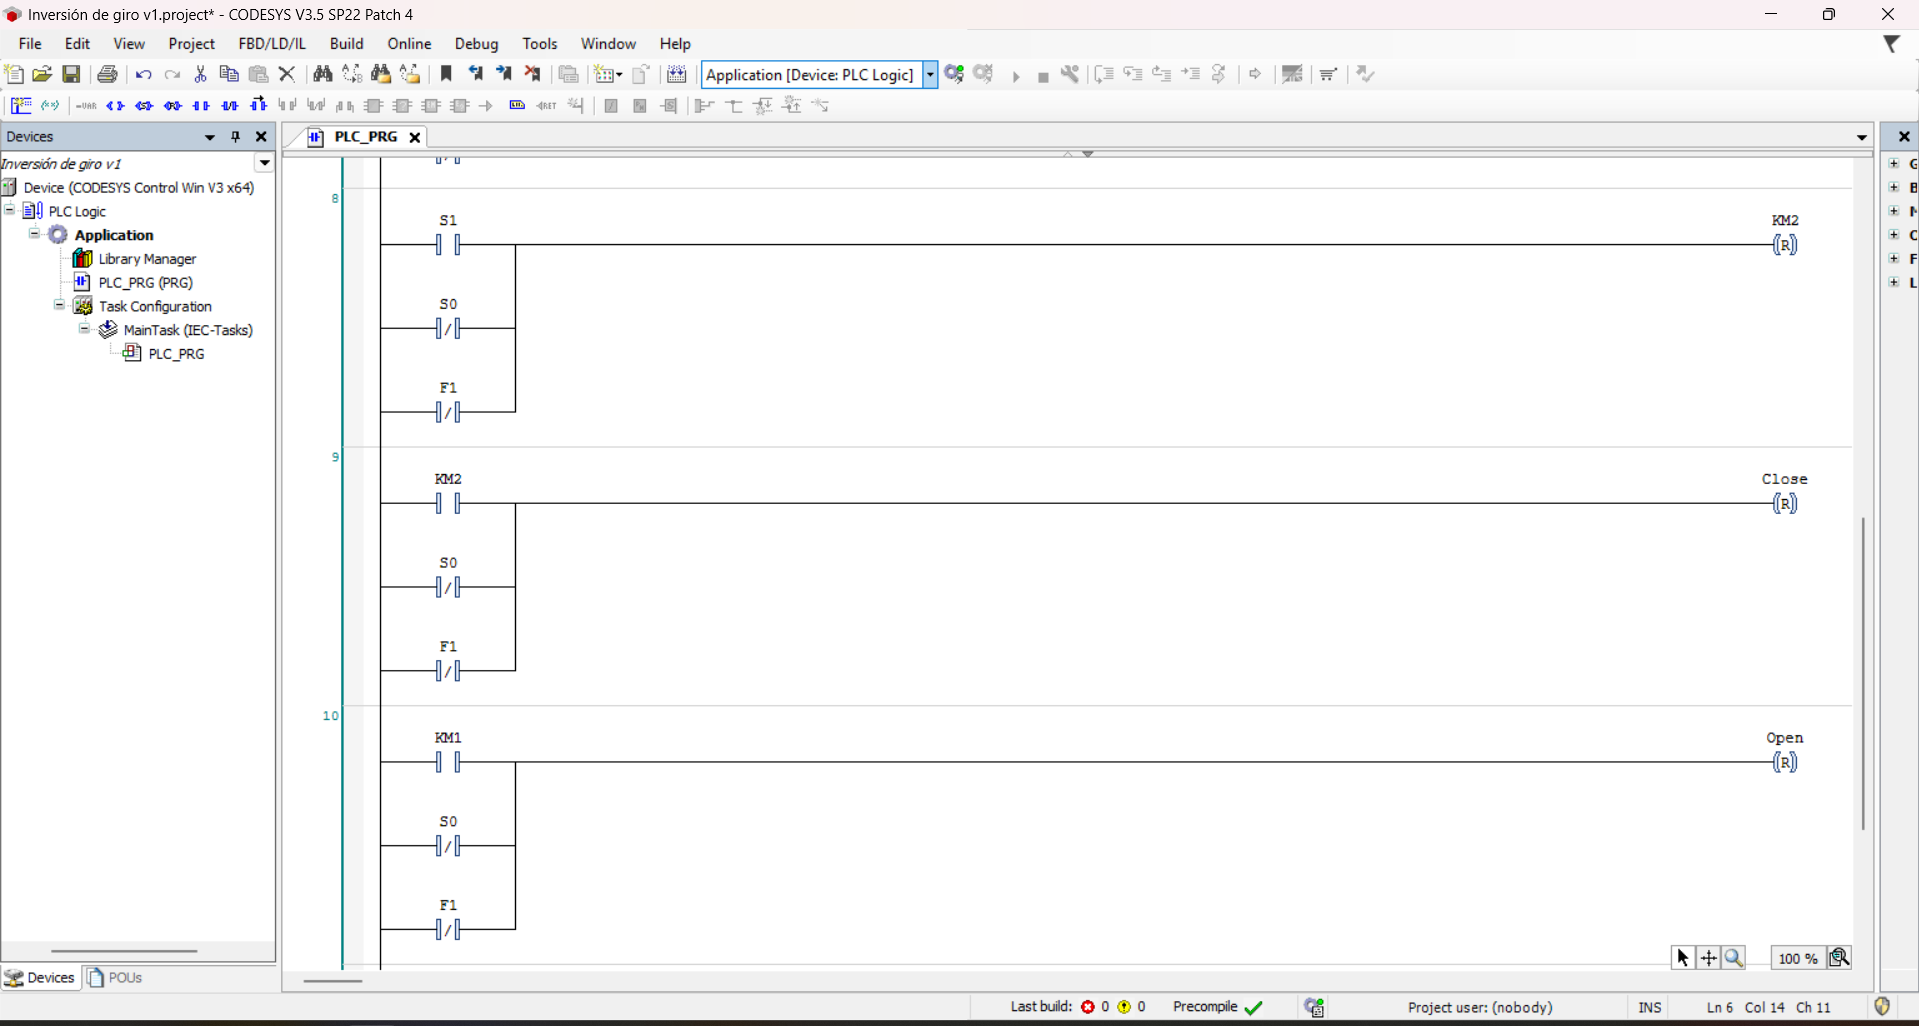 Inversión de giro v1.project* - CODESYS V3.5 SP22 Patch 4
File Edit View Project FBD/LD/IL Build Online Debug Tools Window Help
Application [Device: PLC Logic]
Devices
PLC_PRG
Inversión de giro v1
Device (CODESYS Control Win V3 x64)
PLC Logic
Application
Library Manager
PLC_PRG (PRG)
Task Configuration
MainTask (IEC-Tasks)
PLC_PRG
8
S1
KM2
R
S0
F1
9
KM2
Close
R
S0
F1
10
KM1
Open
R
S0
F1
100 %
Devices POUs
Last build: 0 0 Precompile Project user: (nobody) INS Ln 6 Col 14 Ch 11